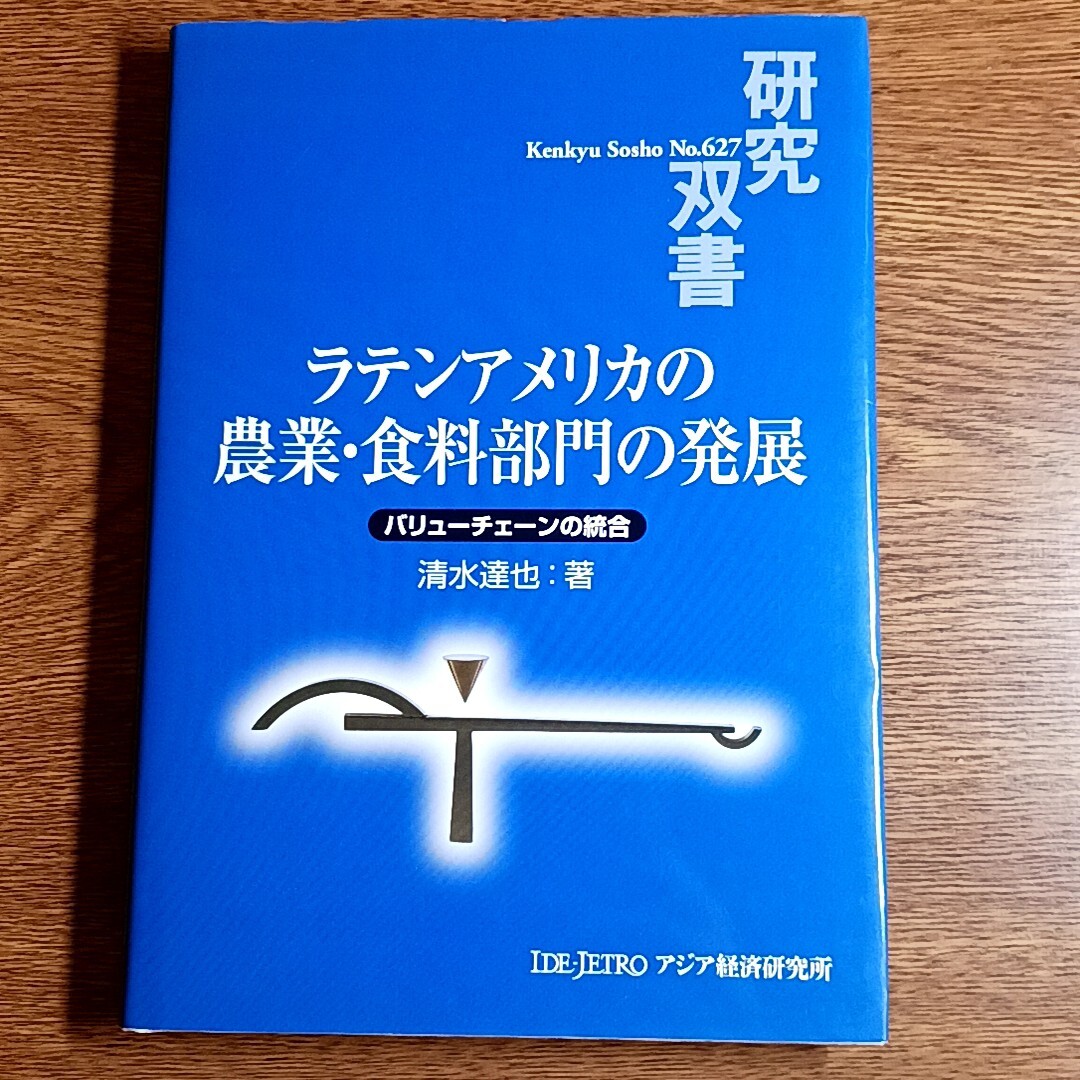 研究
双書
Kenkyu Sosho No.627
ラテンアメリカの
農業・食料部門の発展
バリューチェーンの統合
清水達也：著
IDE-JETRO アジア経済研究所